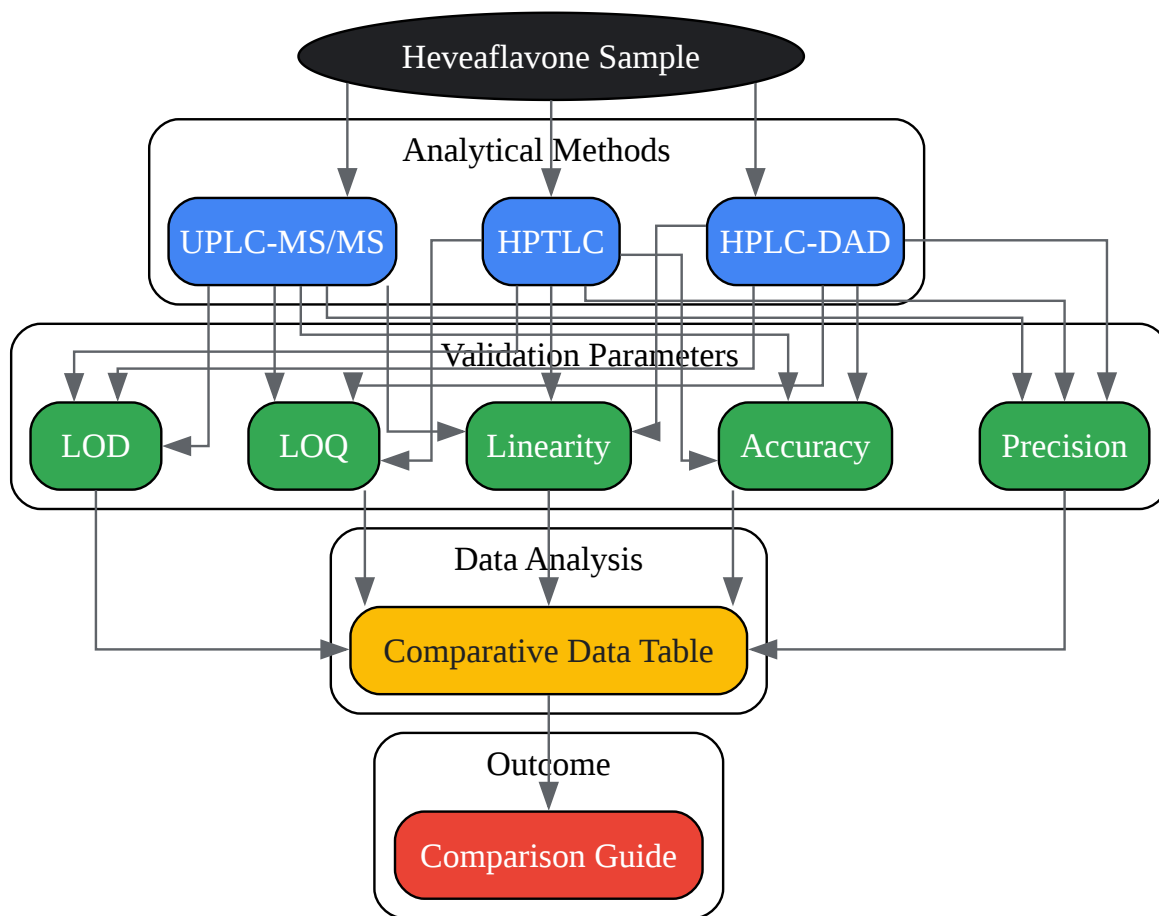 Heveaflavone Sample
Analytical Methods
UPLC-MS/MS
HPTLC
HPLC-DAD
Validation Parameters
LOD
LOQ
Linearity
Accuracy
Precision
Data Analysis
Comparative Data Table
Outcome
Comparison Guide